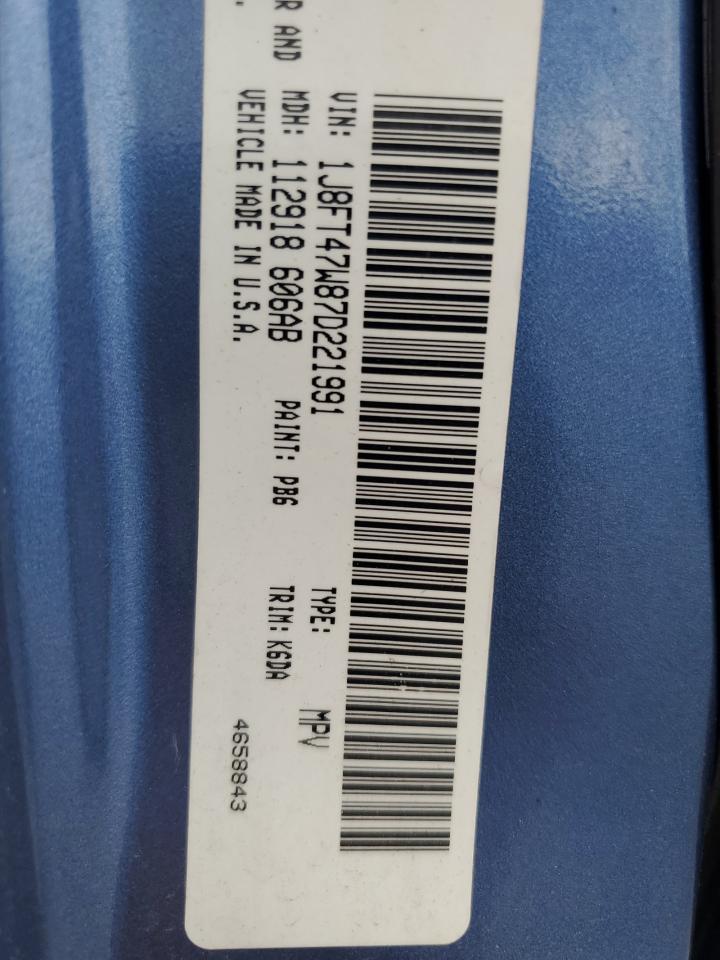 VIN: 1J8FT47W87D221991
TYPE: MPV
MDH: 112918 606AB PAINT: PB6 TRIM: K6DA
VEHICLE MADE IN U.S.A. 4658843
R AND